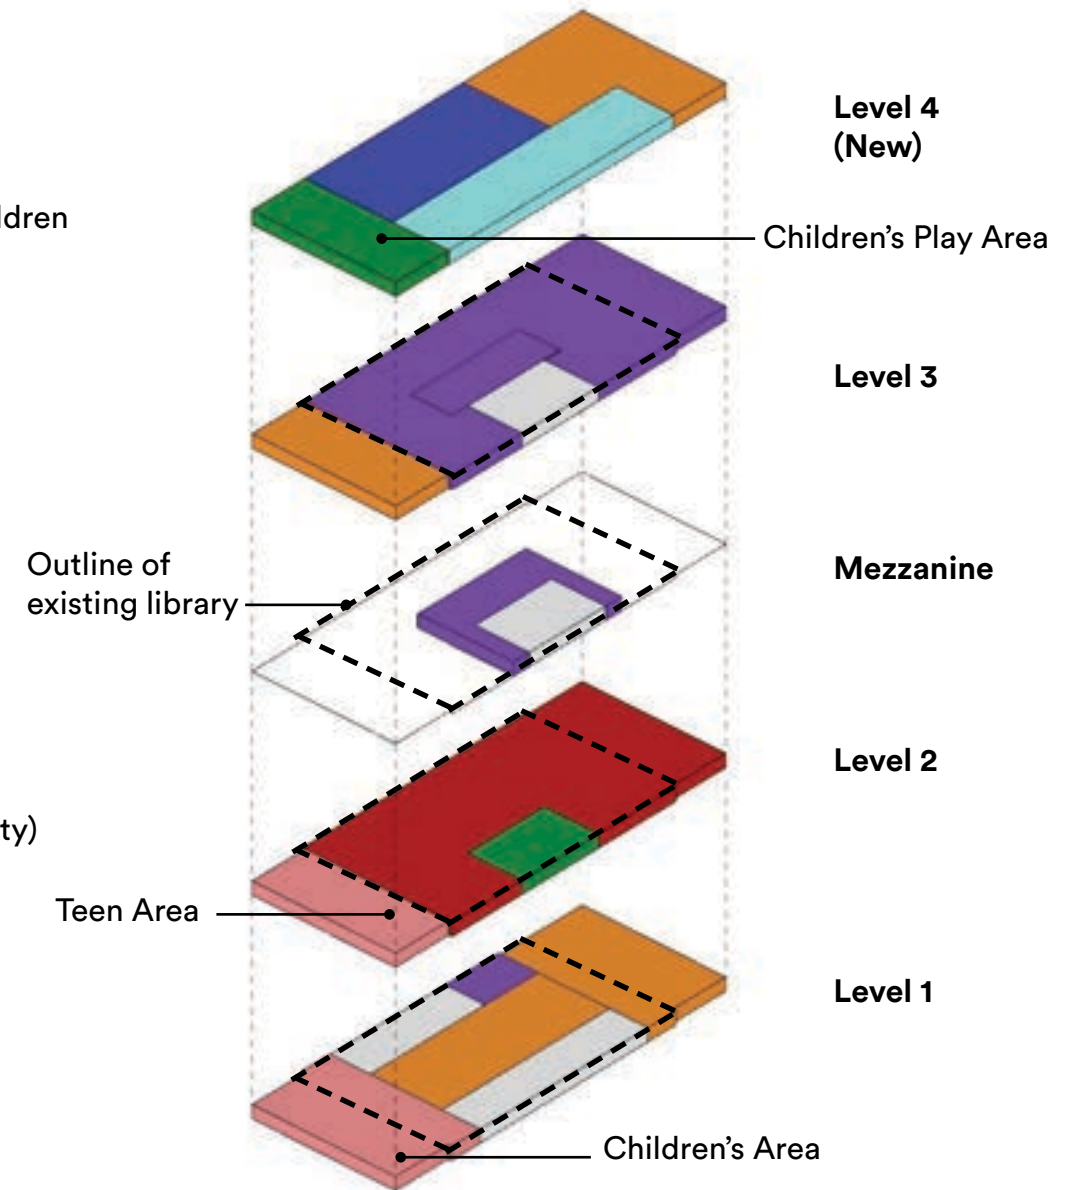 Level 4
(New)
ldren
Children's Play Area
Level 3
Outline of
existing library
Mezzanine
Level 2
ty)
Teen Area
Level 1
Children's Area